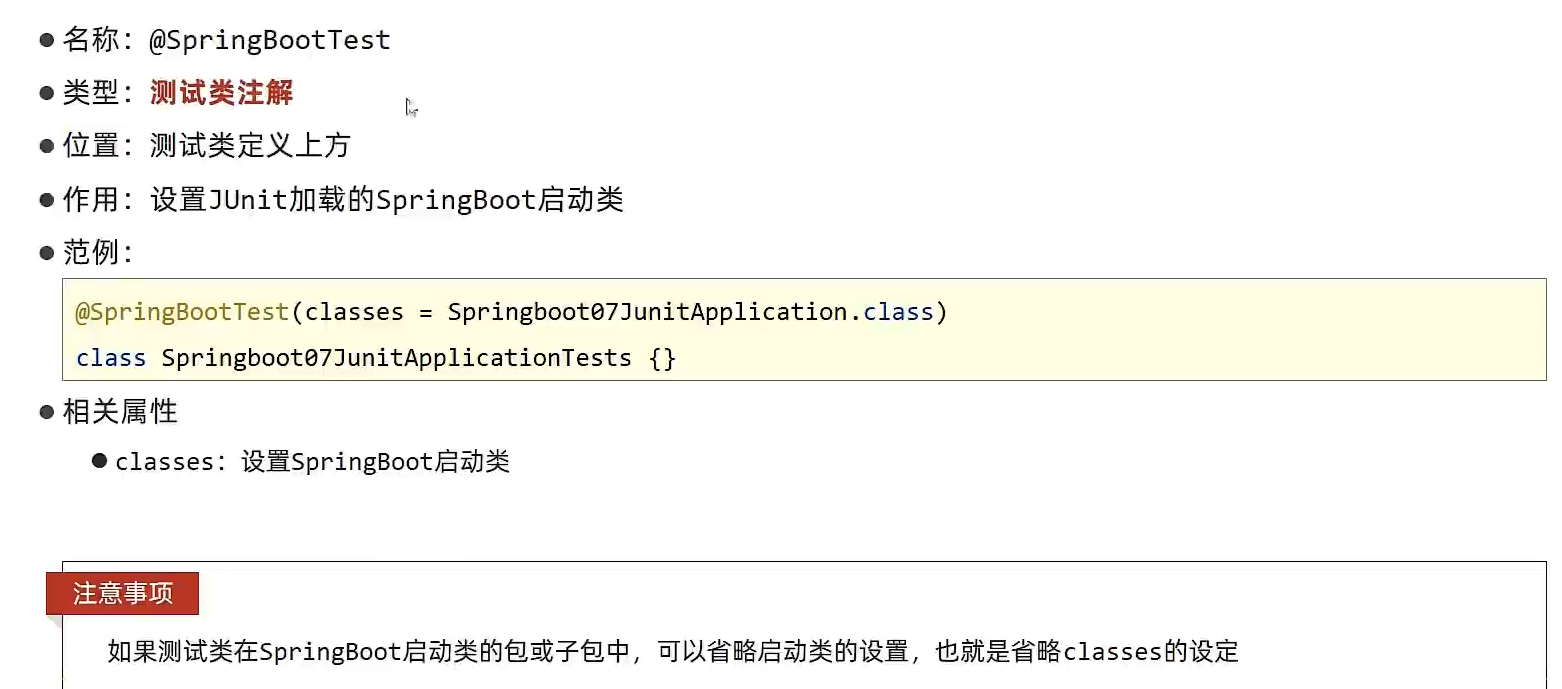 名称：@SpringBootTest
类型：测试类注解
位置：测试类定义上方
作用：设置JUnit加载的SpringBoot启动类
范例：
@SpringBootTest(classes = Springboot07JunitApplication.class)
class Springboot07JunitApplicationTests {}
相关属性
classes：设置SpringBoot启动类
注意事项
如果测试类在SpringBoot启动类的包或子包中，可以省略启动类的设置，也就是省略classes的设定